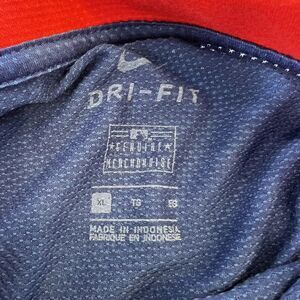 DRI-FIT
GENUINE
MERCHANDISE
XL TG EG
MADE IN INDONESIA
FABRIQUÉ EN INDONÉSIE